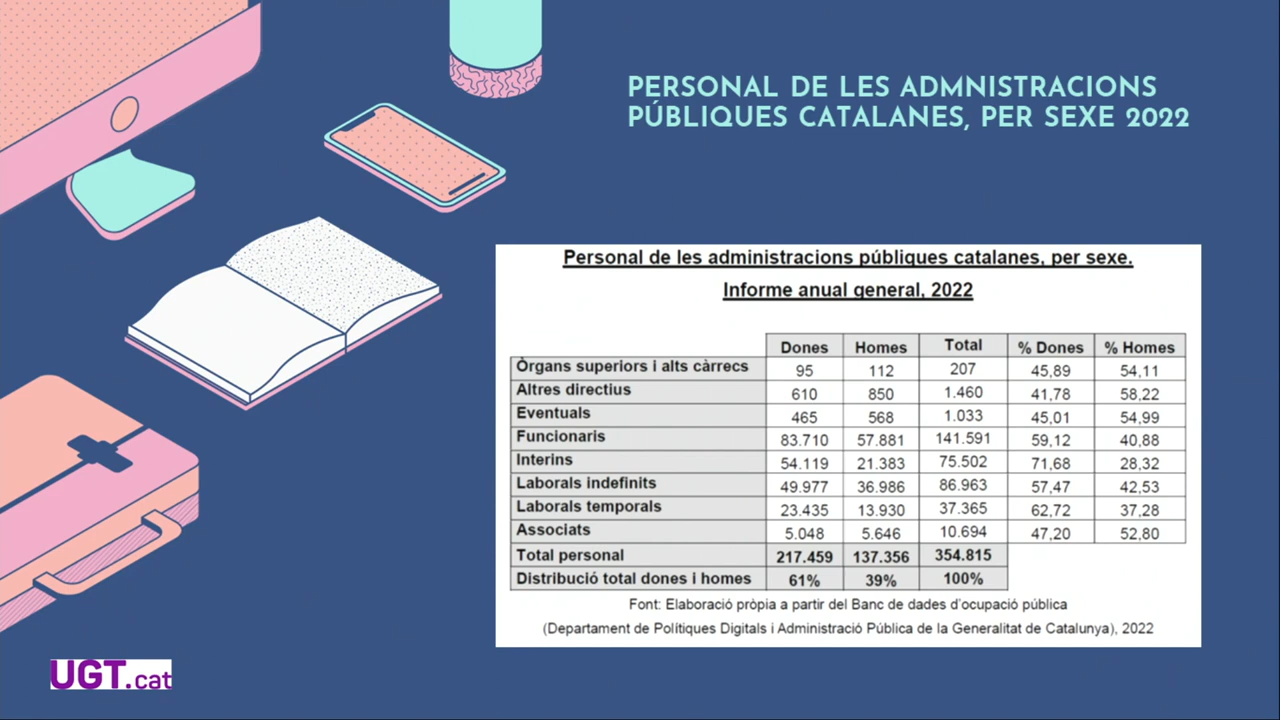 PERSONAL DE LES ADMNISTRACIONS
PÚBLIQUES CATALANES, PER SEXE 2022
Personal de les administracions públiques catalanes, per sexe.
Informe anual general, 2022
Dones Homes Total % Dones % Homes
Òrgans superiors i alts càrrecs 95 112 207 45,89 54,11
Altres directius 610 850 1.460 41,78 58,22
Eventuals 465 568 1.033 45,01 54,99
Funcionaris 83.710 57.881 141.591 59,12 40,88
Interins 54.119 21.383 75.502 71,68 28,32
Laborals indefinits 49.977 36.986 86.963 57,47 42,53
Laborals temporals 23.435 13.930 37.365 62,72 37,28
Associats 5.048 5.646 10.694 47,20 52,80
Total personal 217.459 137.356 354.815
Distribució total dones i homes 61% 39% 100%
Font: Elaboració pròpia a partir del Banc de dades d'ocupació pública
(Departament de Polítiques Digitals i Administració Pública de la Generalitat de Catalunya), 2022
UGT.cat